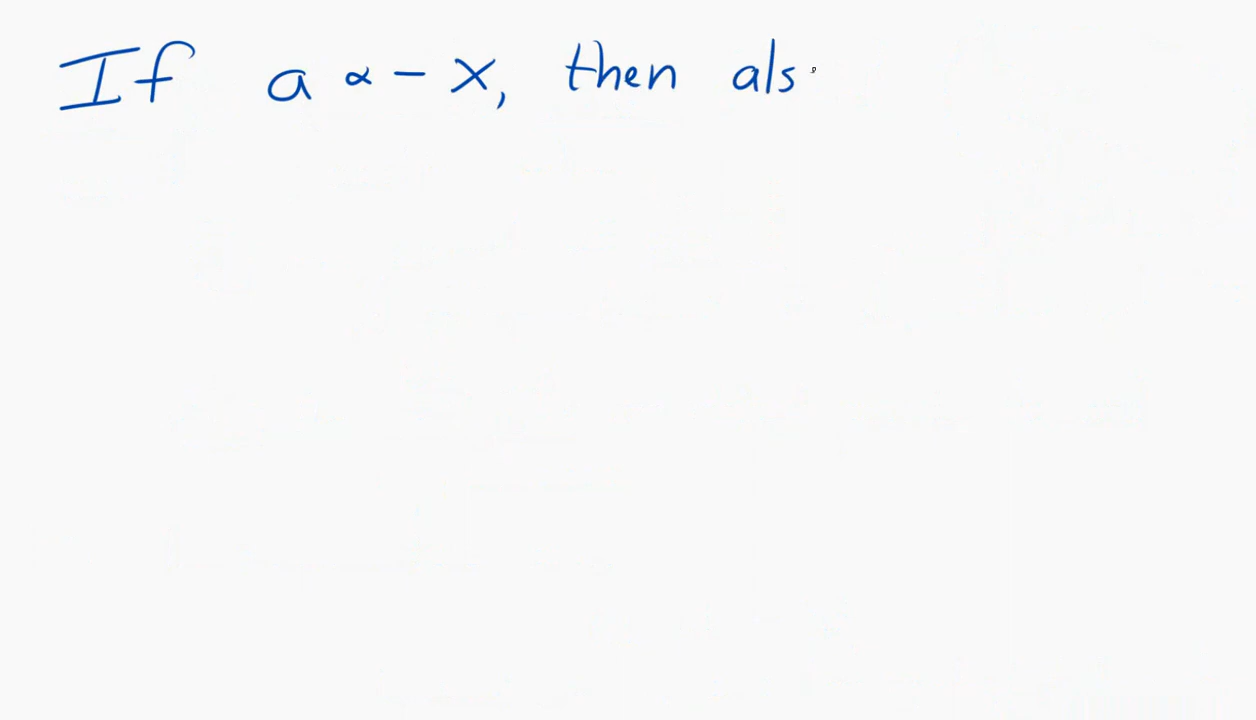 If a ∝ - x, then als